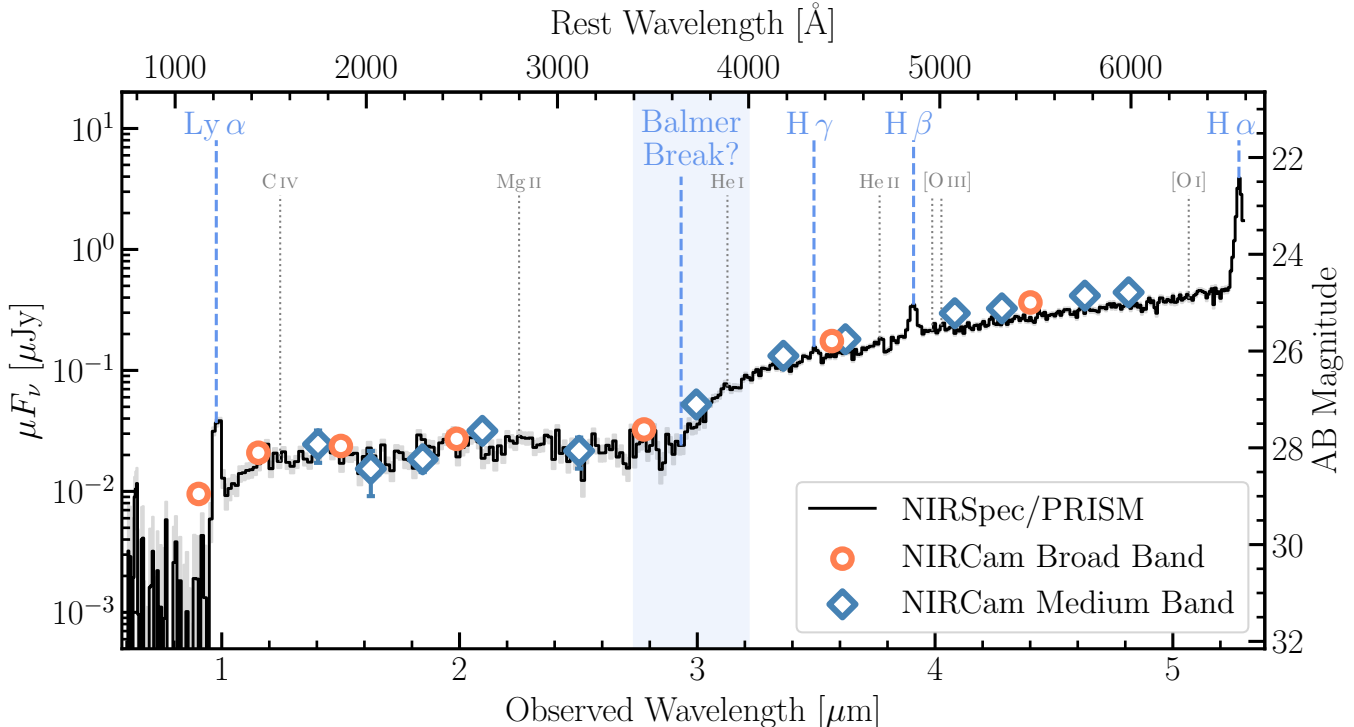 Rest Wavelength [Å]
1000 2000 3000 4000 5000 6000
Ly α
Balmer
Break?
H γ
H β
H α
C IV
Mg II
He I
He II
[O III]
[O I]
10¹
10⁰
10⁻¹
10⁻²
10⁻³
μF_ν [μJy]
22
24
26
28
30
32
AB Magnitude
NIRSpec/PRISM
NIRCam Broad Band
NIRCam Medium Band
1 2 3 4 5
Observed Wavelength [μm]